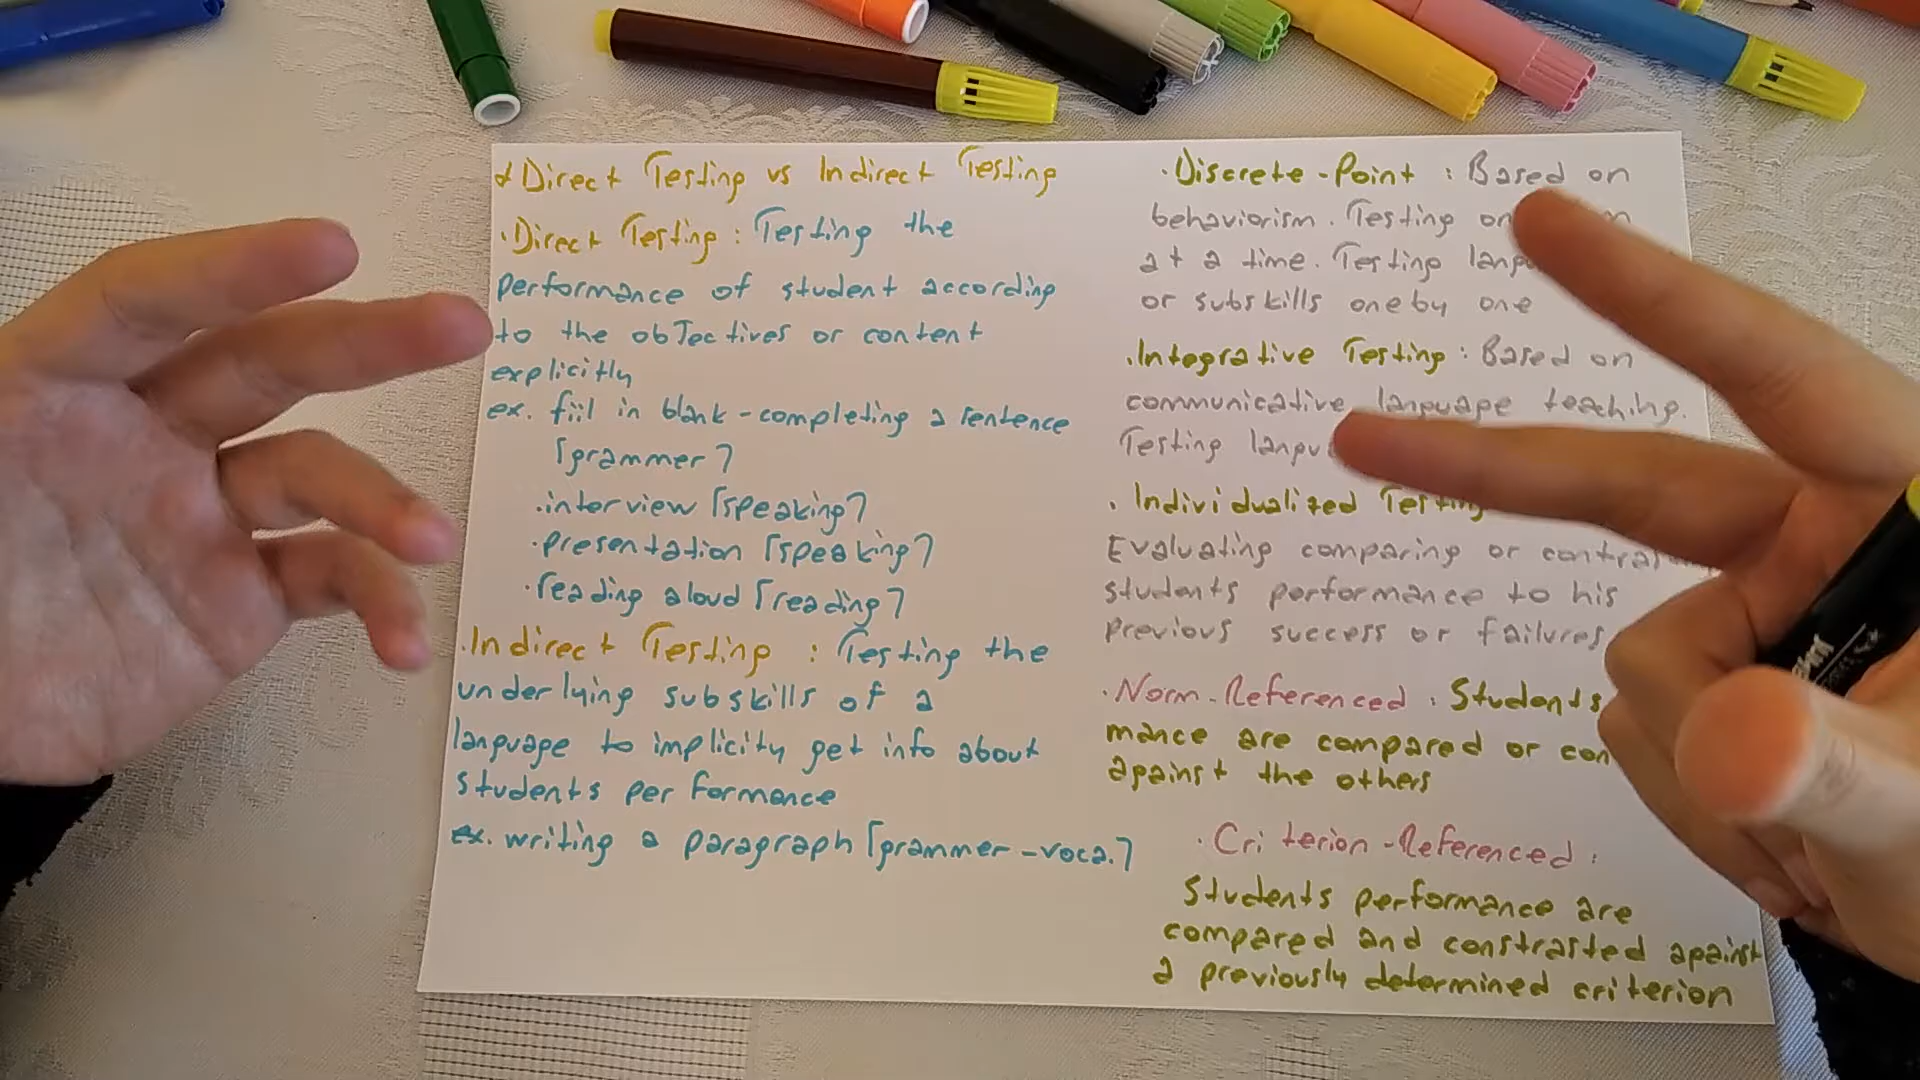 Direct Testing vs Indirect Testing
. Direct Testing : Testing the
performance of student according
to the objectives or content
explicitly
ex. fiil in blank - completing a sentence
[grammer]
. interview [speaking]
. presentation [speaking]
. reading aloud [reading]
. Indirect Testing : Testing the
underlying subskills of a
language to implicity get info about
students performance
ex. writing a paragraph [grammer - voca.]
. Discrete - Point : Based on
behaviorism . Testing
at a time . Testing
or subskills one by one
. Integrative Testing : Based on
communicative language teaching.
Testing
. Individualized Testing
Evaluating comparing or
students performance to his
previous success or failures
. Norm - Referenced : Students
mance are compared or
against the others
. Criterion - Referenced :
Students performance are
compared and constrasted against
a previously determined criterion